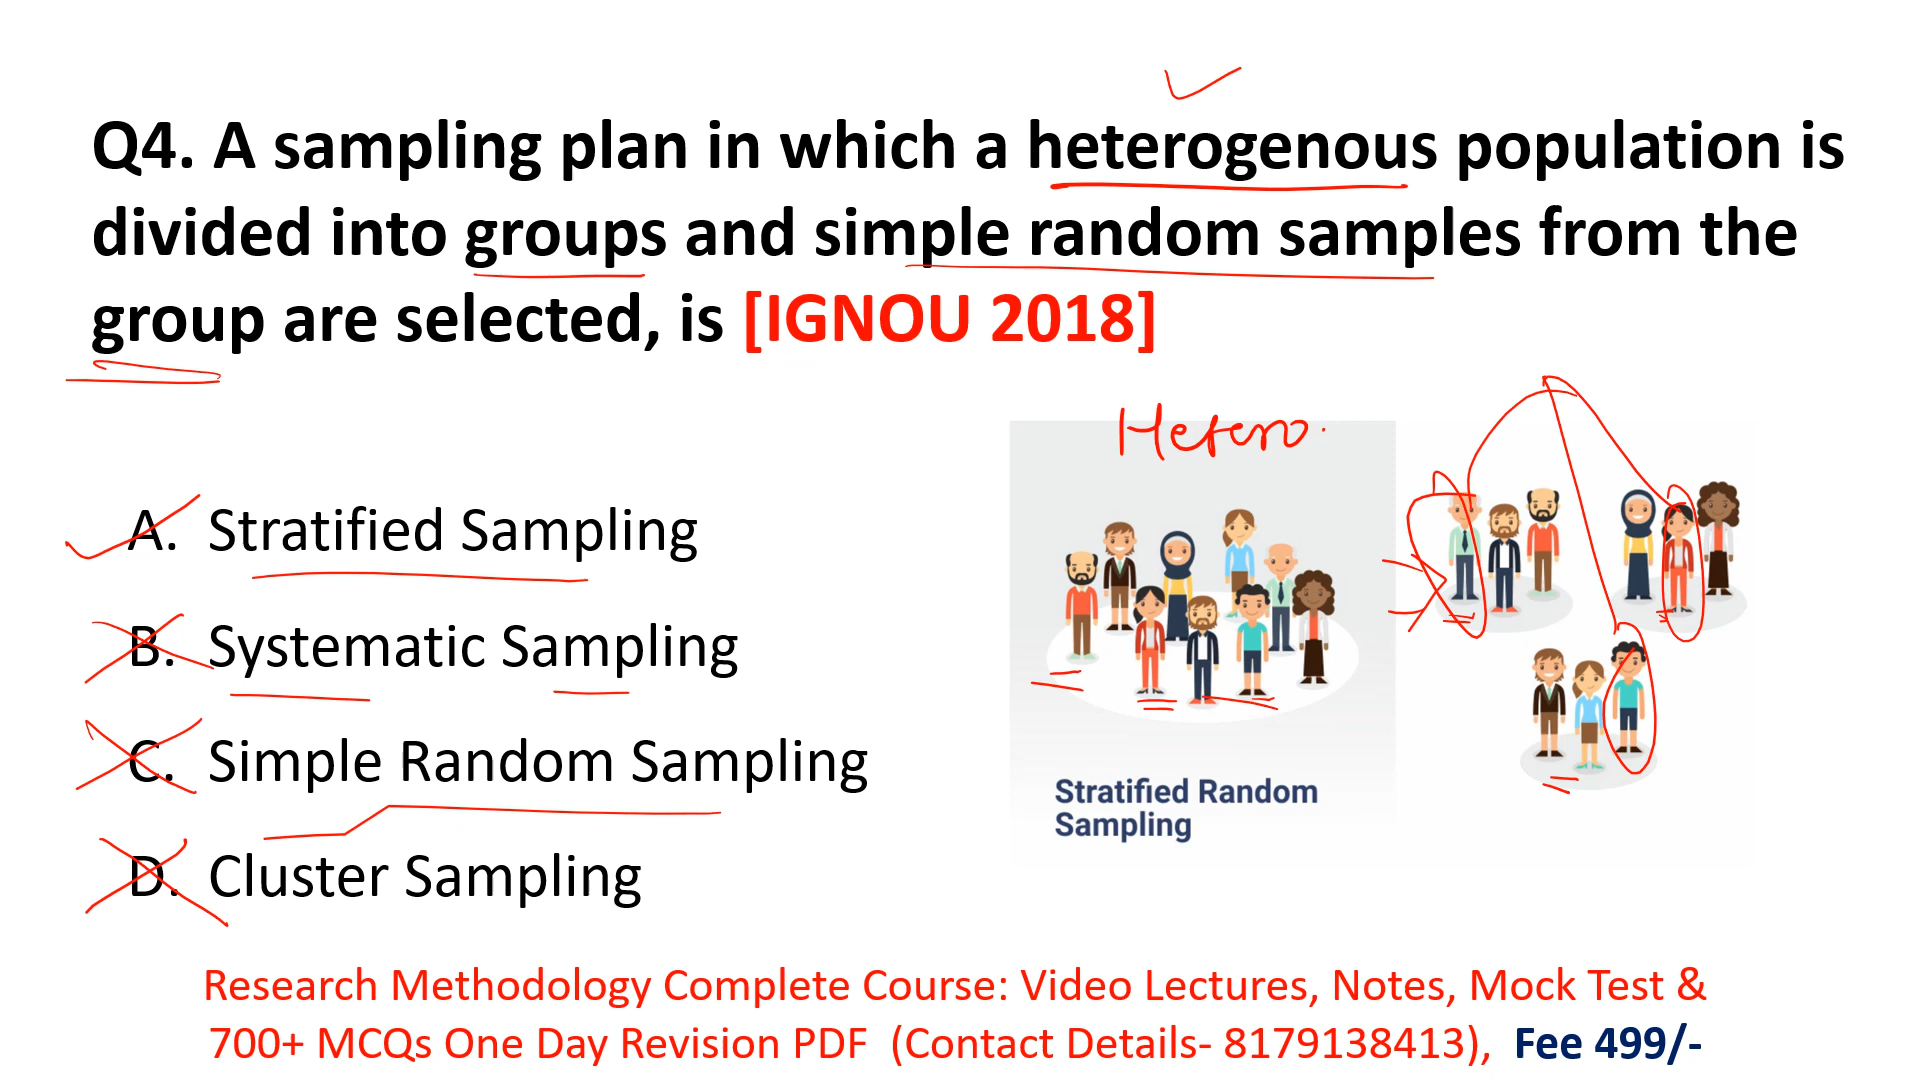 Q4. A sampling plan in which a heterogenous population is
divided into groups and simple random samples from the
group are selected, is [IGNOU 2018]
Hetero.
A. Stratified Sampling
B. Systematic Sampling
C. Simple Random Sampling
D. Cluster Sampling
Stratified Random
Sampling
Research Methodology Complete Course: Video Lectures, Notes, Mock Test &
700+ MCQs One Day Revision PDF (Contact Details- 8179138413), Fee 499/-